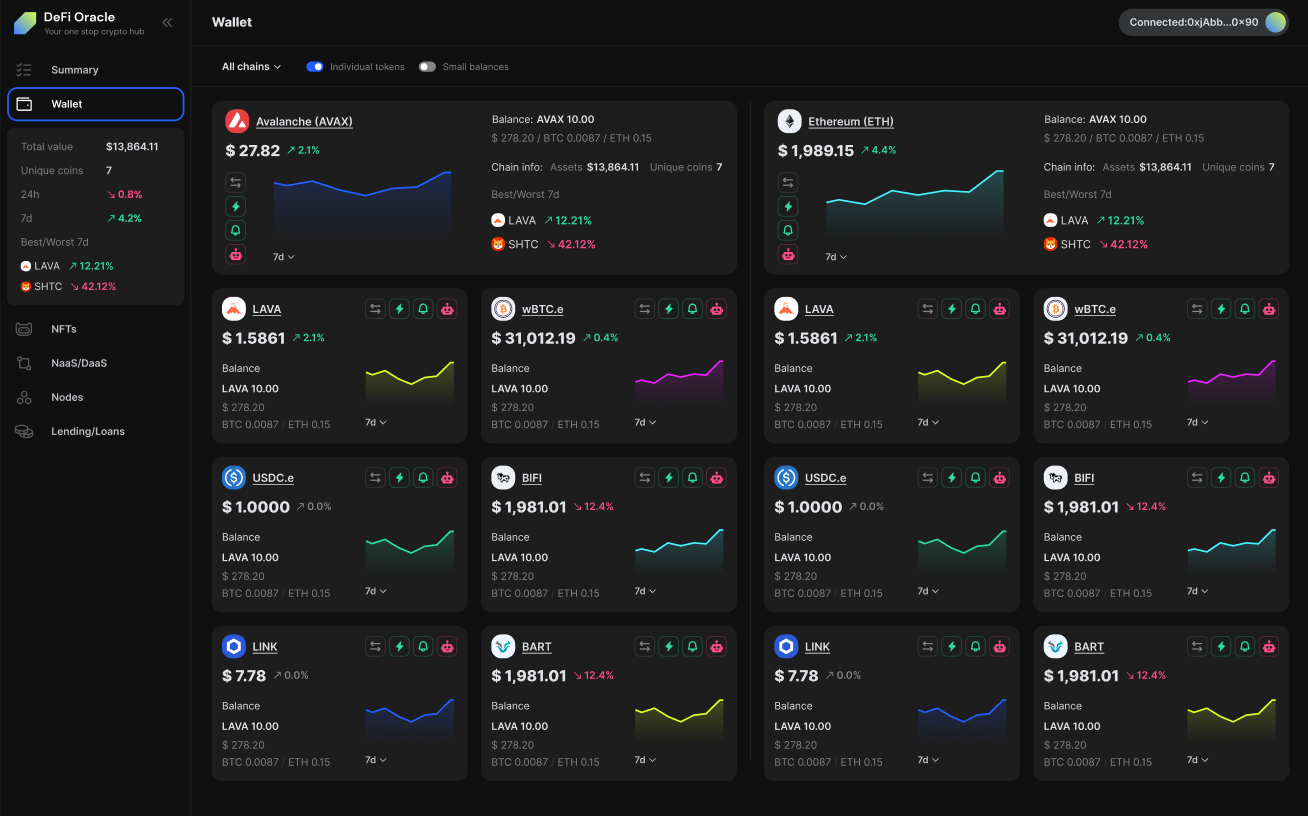 DeFi Oracle
Your one stop crypto hub
Summary
Wallet
Total value $13,864.11
Unique coins 7
24h 0.8%
7d 4.2%
Best/Worst 7d
LAVA 12.21%
SHTC 42.12%
NFTs
NaaS/DaaS
Nodes
Lending/Loans
Wallet
Connected:0xjAbb...0×90
All chains Individual tokens Small balances
Avalanche (AVAX)
$ 27.82 2.1%
7d
Balance: AVAX 10.00
$ 278.20 / BTC 0.0087 / ETH 0.15
Chain info: Assets $13,864.11 Unique coins 7
Best/Worst 7d
LAVA 12.21%
SHTC 42.12%
Ethereum (ETH)
$ 1,989.15 4.4%
7d
Balance: AVAX 10.00
$ 278.20 / BTC 0.0087 / ETH 0.15
Chain info: Assets $13,864.11 Unique coins 7
Best/Worst 7d
LAVA 12.21%
SHTC 42.12%
LAVA
$ 1.5861 2.1%
Balance
LAVA 10.00
$ 278.20
BTC 0.0087 / ETH 0.15
7d
wBTC.e
$ 31,012.19 0.4%
Balance
LAVA 10.00
$ 278.20
BTC 0.0087 / ETH 0.15
7d
LAVA
$ 1.5861 2.1%
Balance
LAVA 10.00
$ 278.20
BTC 0.0087 / ETH 0.15
7d
wBTC.e
$ 31,012.19 0.4%
Balance
LAVA 10.00
$ 278.20
BTC 0.0087 / ETH 0.15
7d
USDC.e
$ 1.0000 0.0%
Balance
LAVA 10.00
$ 278.20
BTC 0.0087 / ETH 0.15
7d
BIFI
$ 1,981.01 12.4%
Balance
LAVA 10.00
$ 278.20
BTC 0.0087 / ETH 0.15
7d
USDC.e
$ 1.0000 0.0%
Balance
LAVA 10.00
$ 278.20
BTC 0.0087 / ETH 0.15
7d
BIFI
$ 1,981.01 12.4%
Balance
LAVA 10.00
$ 278.20
BTC 0.0087 / ETH 0.15
7d
LINK
$ 7.78 0.0%
Balance
LAVA 10.00
$ 278.20
BTC 0.0087 / ETH 0.15
7d
BART
$ 1,981.01 12.4%
Balance
LAVA 10.00
$ 278.20
BTC 0.0087 / ETH 0.15
7d
LINK
$ 7.78 0.0%
Balance
LAVA 10.00
$ 278.20
BTC 0.0087 / ETH 0.15
7d
BART
$ 1,981.01 12.4%
Balance
LAVA 10.00
$ 278.20
BTC 0.0087 / ETH 0.15
7d